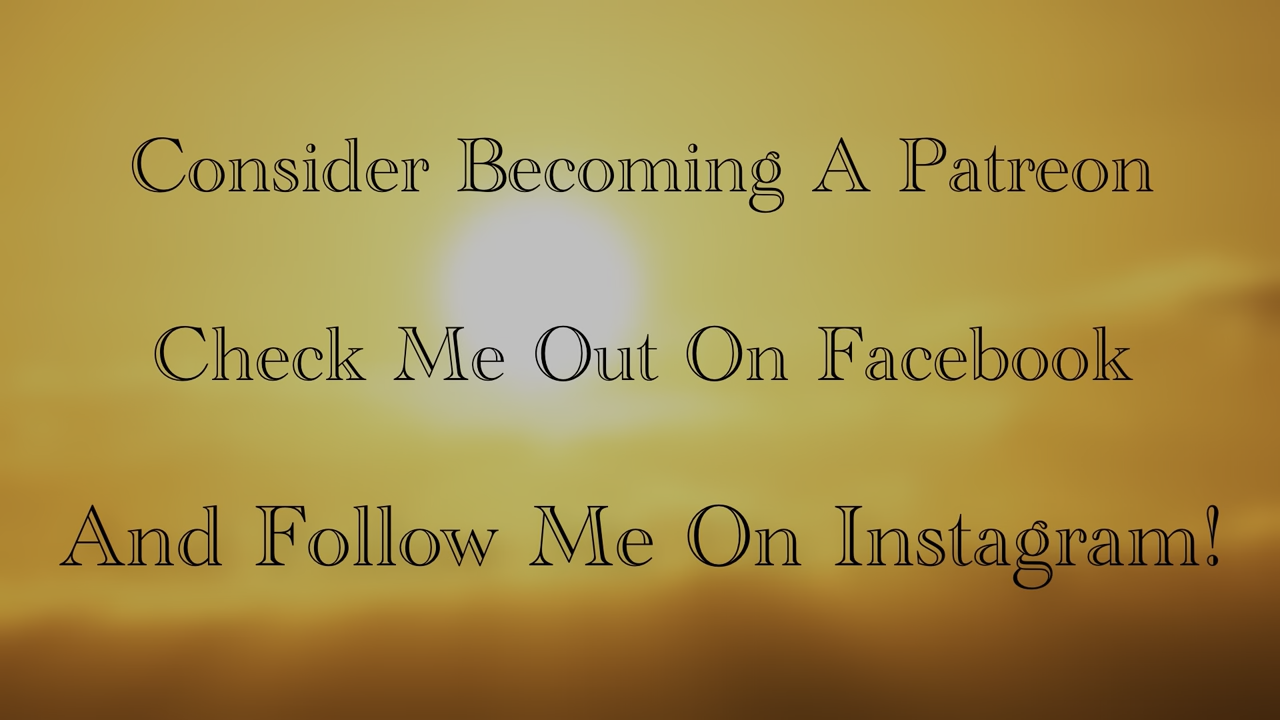 Consider Becoming A Patreon
Check Me Out On Facebook
And Follow Me On Instagram!